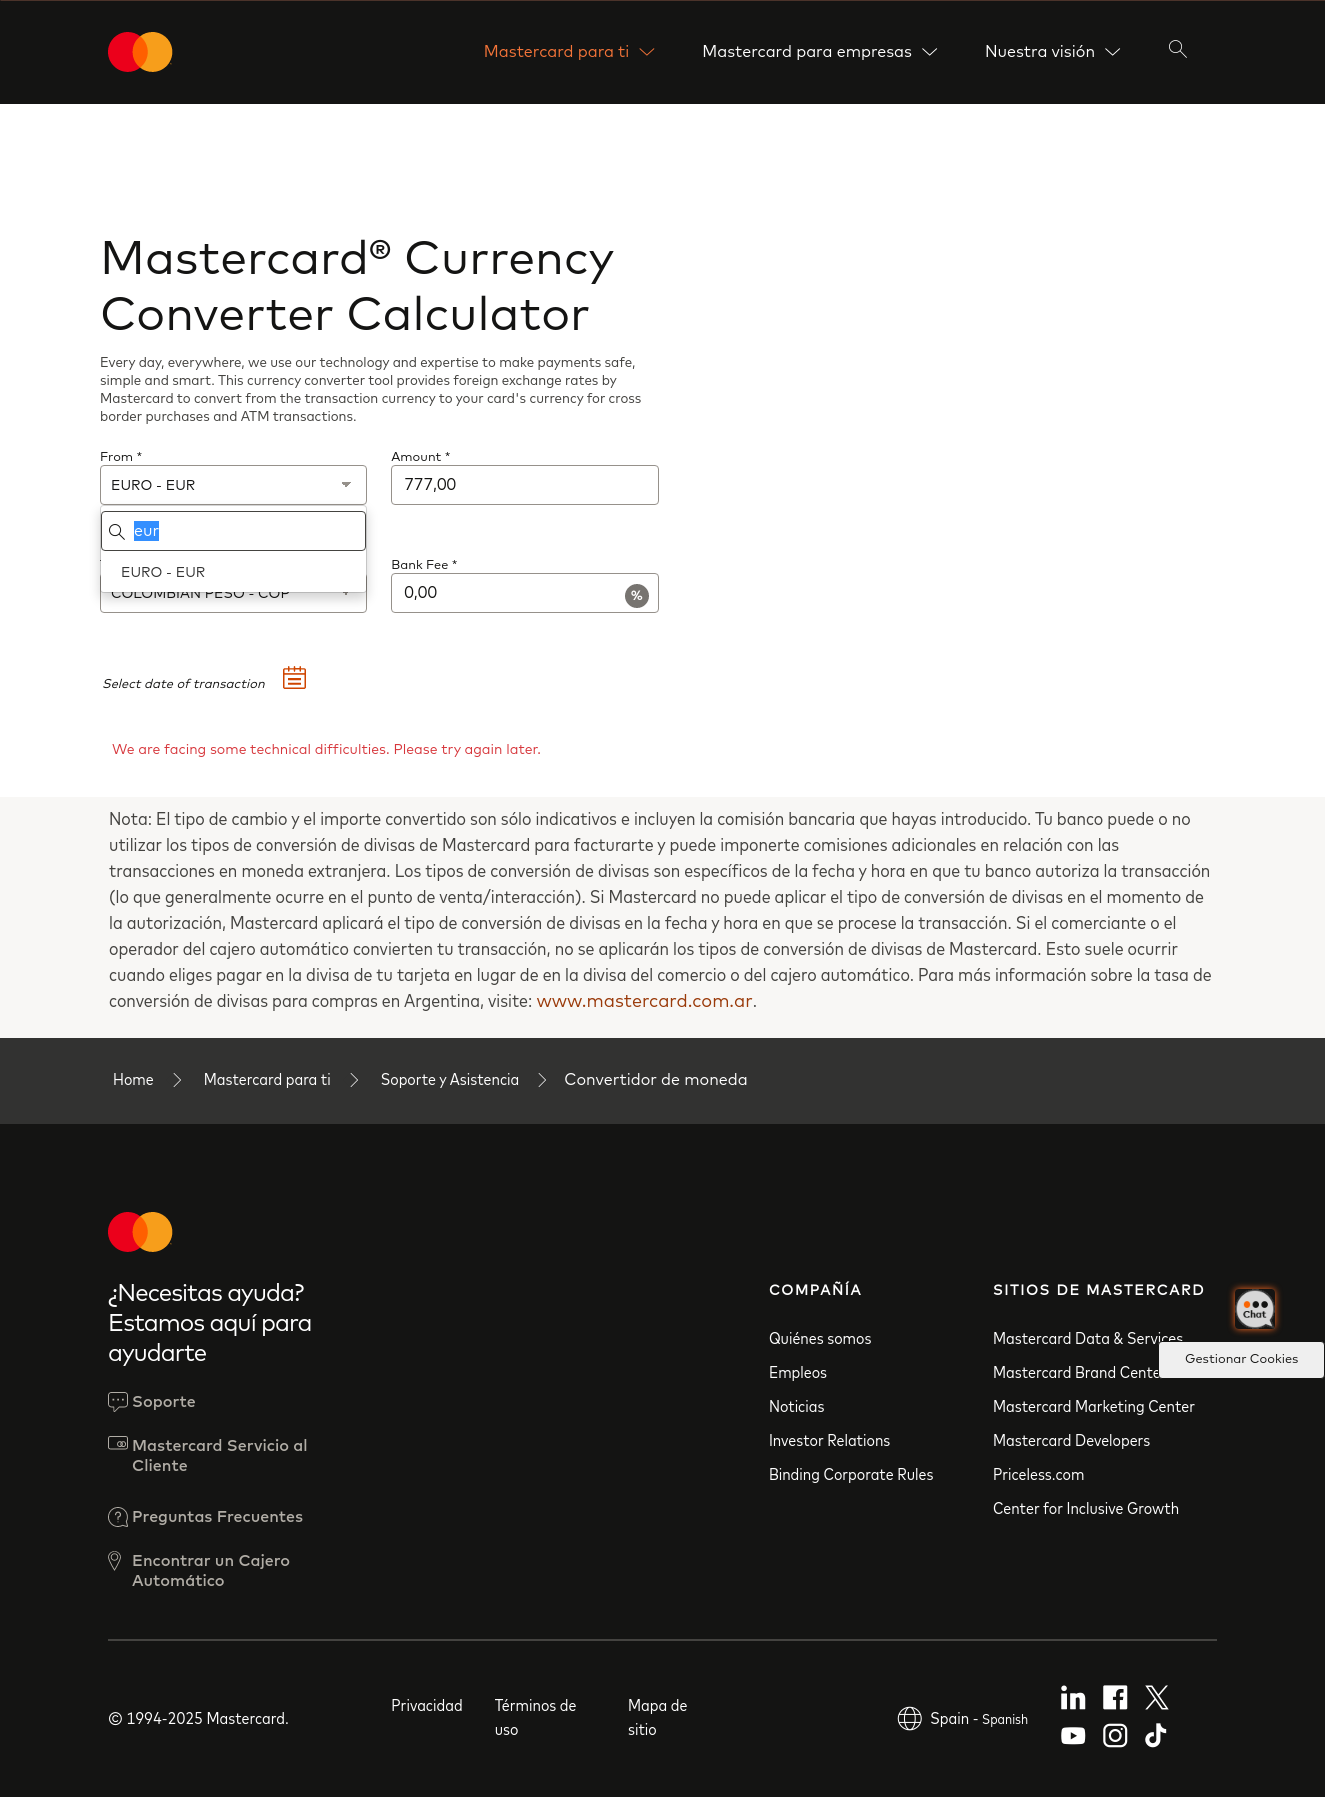 Mastercard para ti
Mastercard para empresas
Nuestra visión
Mastercard® Currency
Converter Calculator
Every day, everywhere, we use our technology and expertise to make payments safe,
simple and smart. This currency converter tool provides foreign exchange rates by
Mastercard to convert from the transaction currency to your card's currency for cross
border purchases and ATM transactions.
From *
Amount *
EURO - EUR
777,00
eur
EURO - EUR
Bank Fee *
COLOMBIAN PESO - COP
0,00
%
Select date of transaction
We are facing some technical difficulties. Please try again later.
Nota: El tipo de cambio y el importe convertido son sólo indicativos e incluyen la comisión bancaria que hayas introducido. Tu banco puede o no
utilizar los tipos de conversión de divisas de Mastercard para facturarte y puede imponerte comisiones adicionales en relación con las
transacciones en moneda extranjera. Los tipos de conversión de divisas son específicos de la fecha y hora en que tu banco autoriza la transacción
(lo que generalmente ocurre en el punto de venta/interacción). Si Mastercard no puede aplicar el tipo de conversión de divisas en el momento de
la autorización, Mastercard aplicará el tipo de conversión de divisas en la fecha y hora en que se procese la transacción. Si el comerciante o el
operador del cajero automático convierten tu transacción, no se aplicarán los tipos de conversión de divisas de Mastercard. Esto suele ocurrir
cuando eliges pagar en la divisa de tu tarjeta en lugar de en la divisa del comercio o del cajero automático. Para más información sobre la tasa de
conversión de divisas para compras en Argentina, visite: www.mastercard.com.ar.
Home
Mastercard para ti
Soporte y Asistencia
Convertidor de moneda
¿Necesitas ayuda?
Estamos aquí para
ayudarte
Soporte
Mastercard Servicio al
Cliente
Preguntas Frecuentes
Encontrar un Cajero
Automático
COMPAÑÍA
Quiénes somos
Empleos
Noticias
Investor Relations
Binding Corporate Rules
SITIOS DE MASTERCARD
Mastercard Data & Services
Mastercard Brand Cente
Mastercard Marketing Center
Mastercard Developers
Priceless.com
Center for Inclusive Growth
Chat
Gestionar Cookies
© 1994-2025 Mastercard.
Privacidad
Términos de
uso
Mapa de
sitio
Spain - Spanish